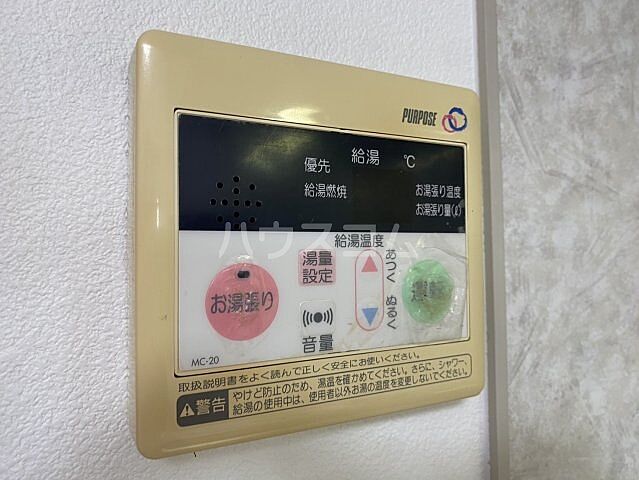 PURPOSE
給湯 ℃
優先
給湯燃焼
お湯張り温度
お湯張り量(ℓ)
ハウスコム
給湯温度
湯量
設定
あつく
ぬるく
お湯張り
音量
MC-20
取扱説明書をよく読んで正しく安全にお使いください。
警告
やけど防止のため、湯温を確かめてください。さらに、シャワー、
給湯の使用中は、使用者以外お湯の温度を変更しないでください。